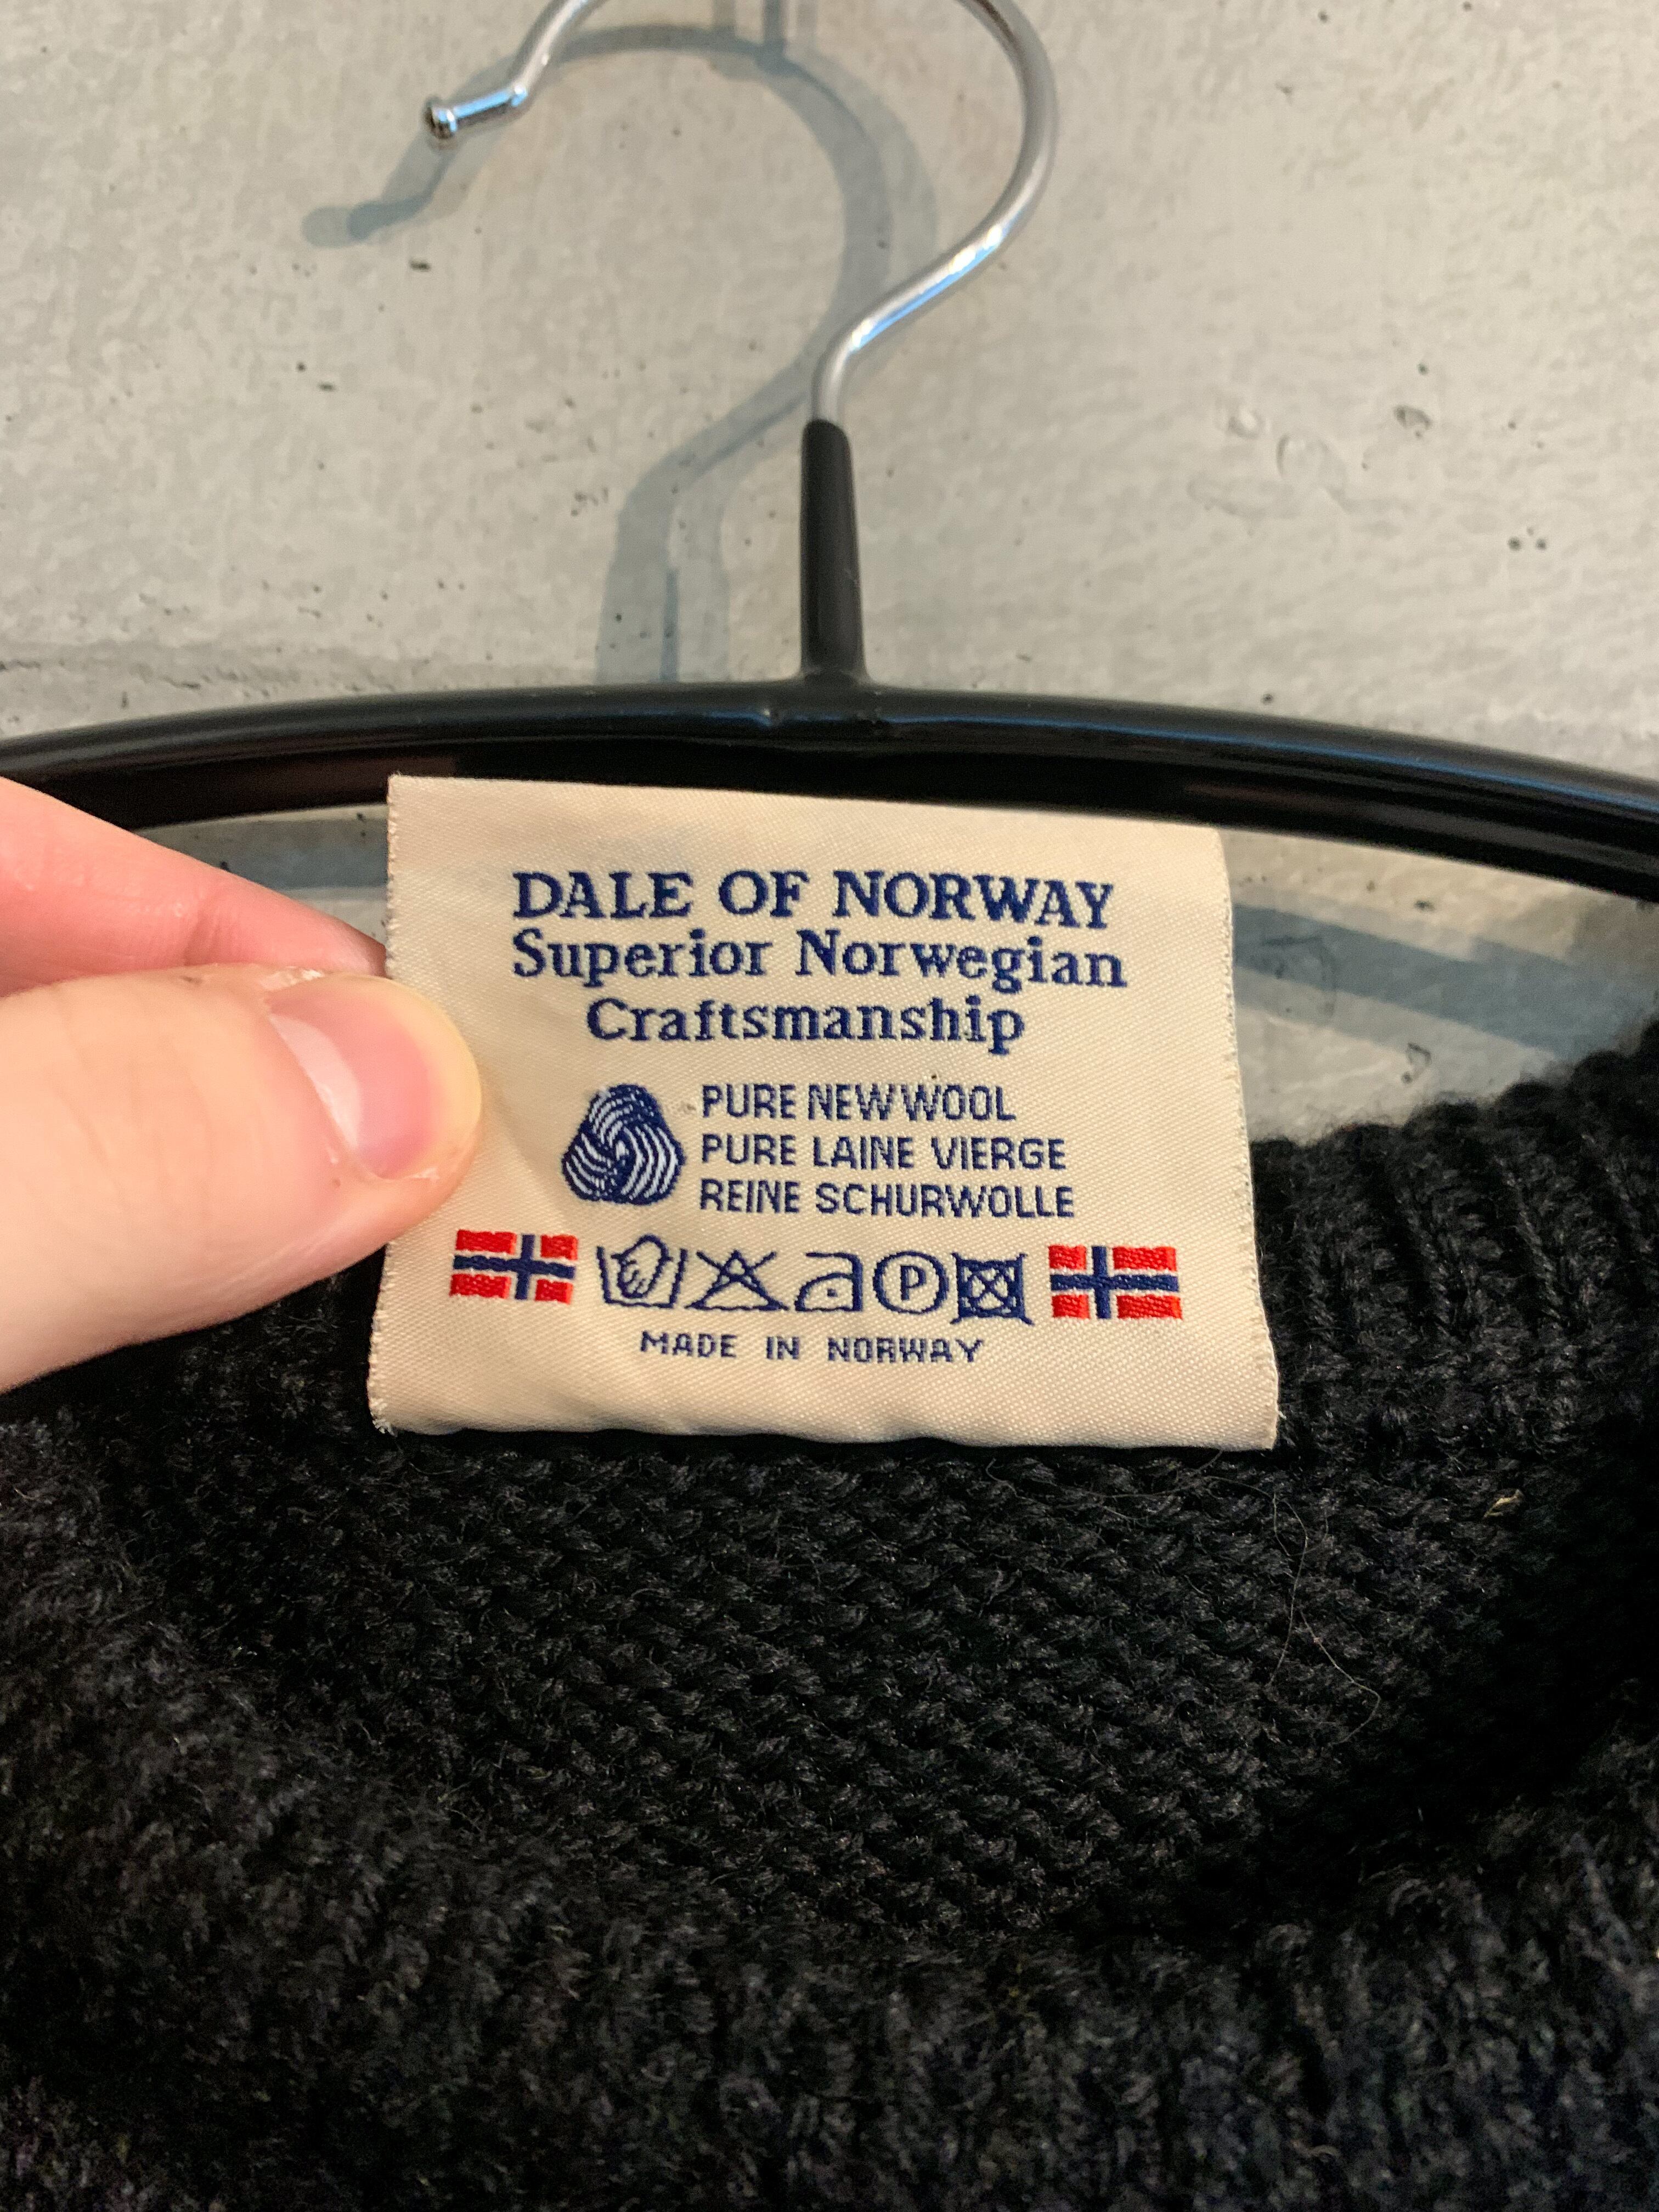 DALE OF NORWAY
Superior Norwegian
Craftsmanship
PURE NEW WOOL
PURE LAINE VIERGE
REINE SCHURWOLLE
P
MADE IN NORWAY